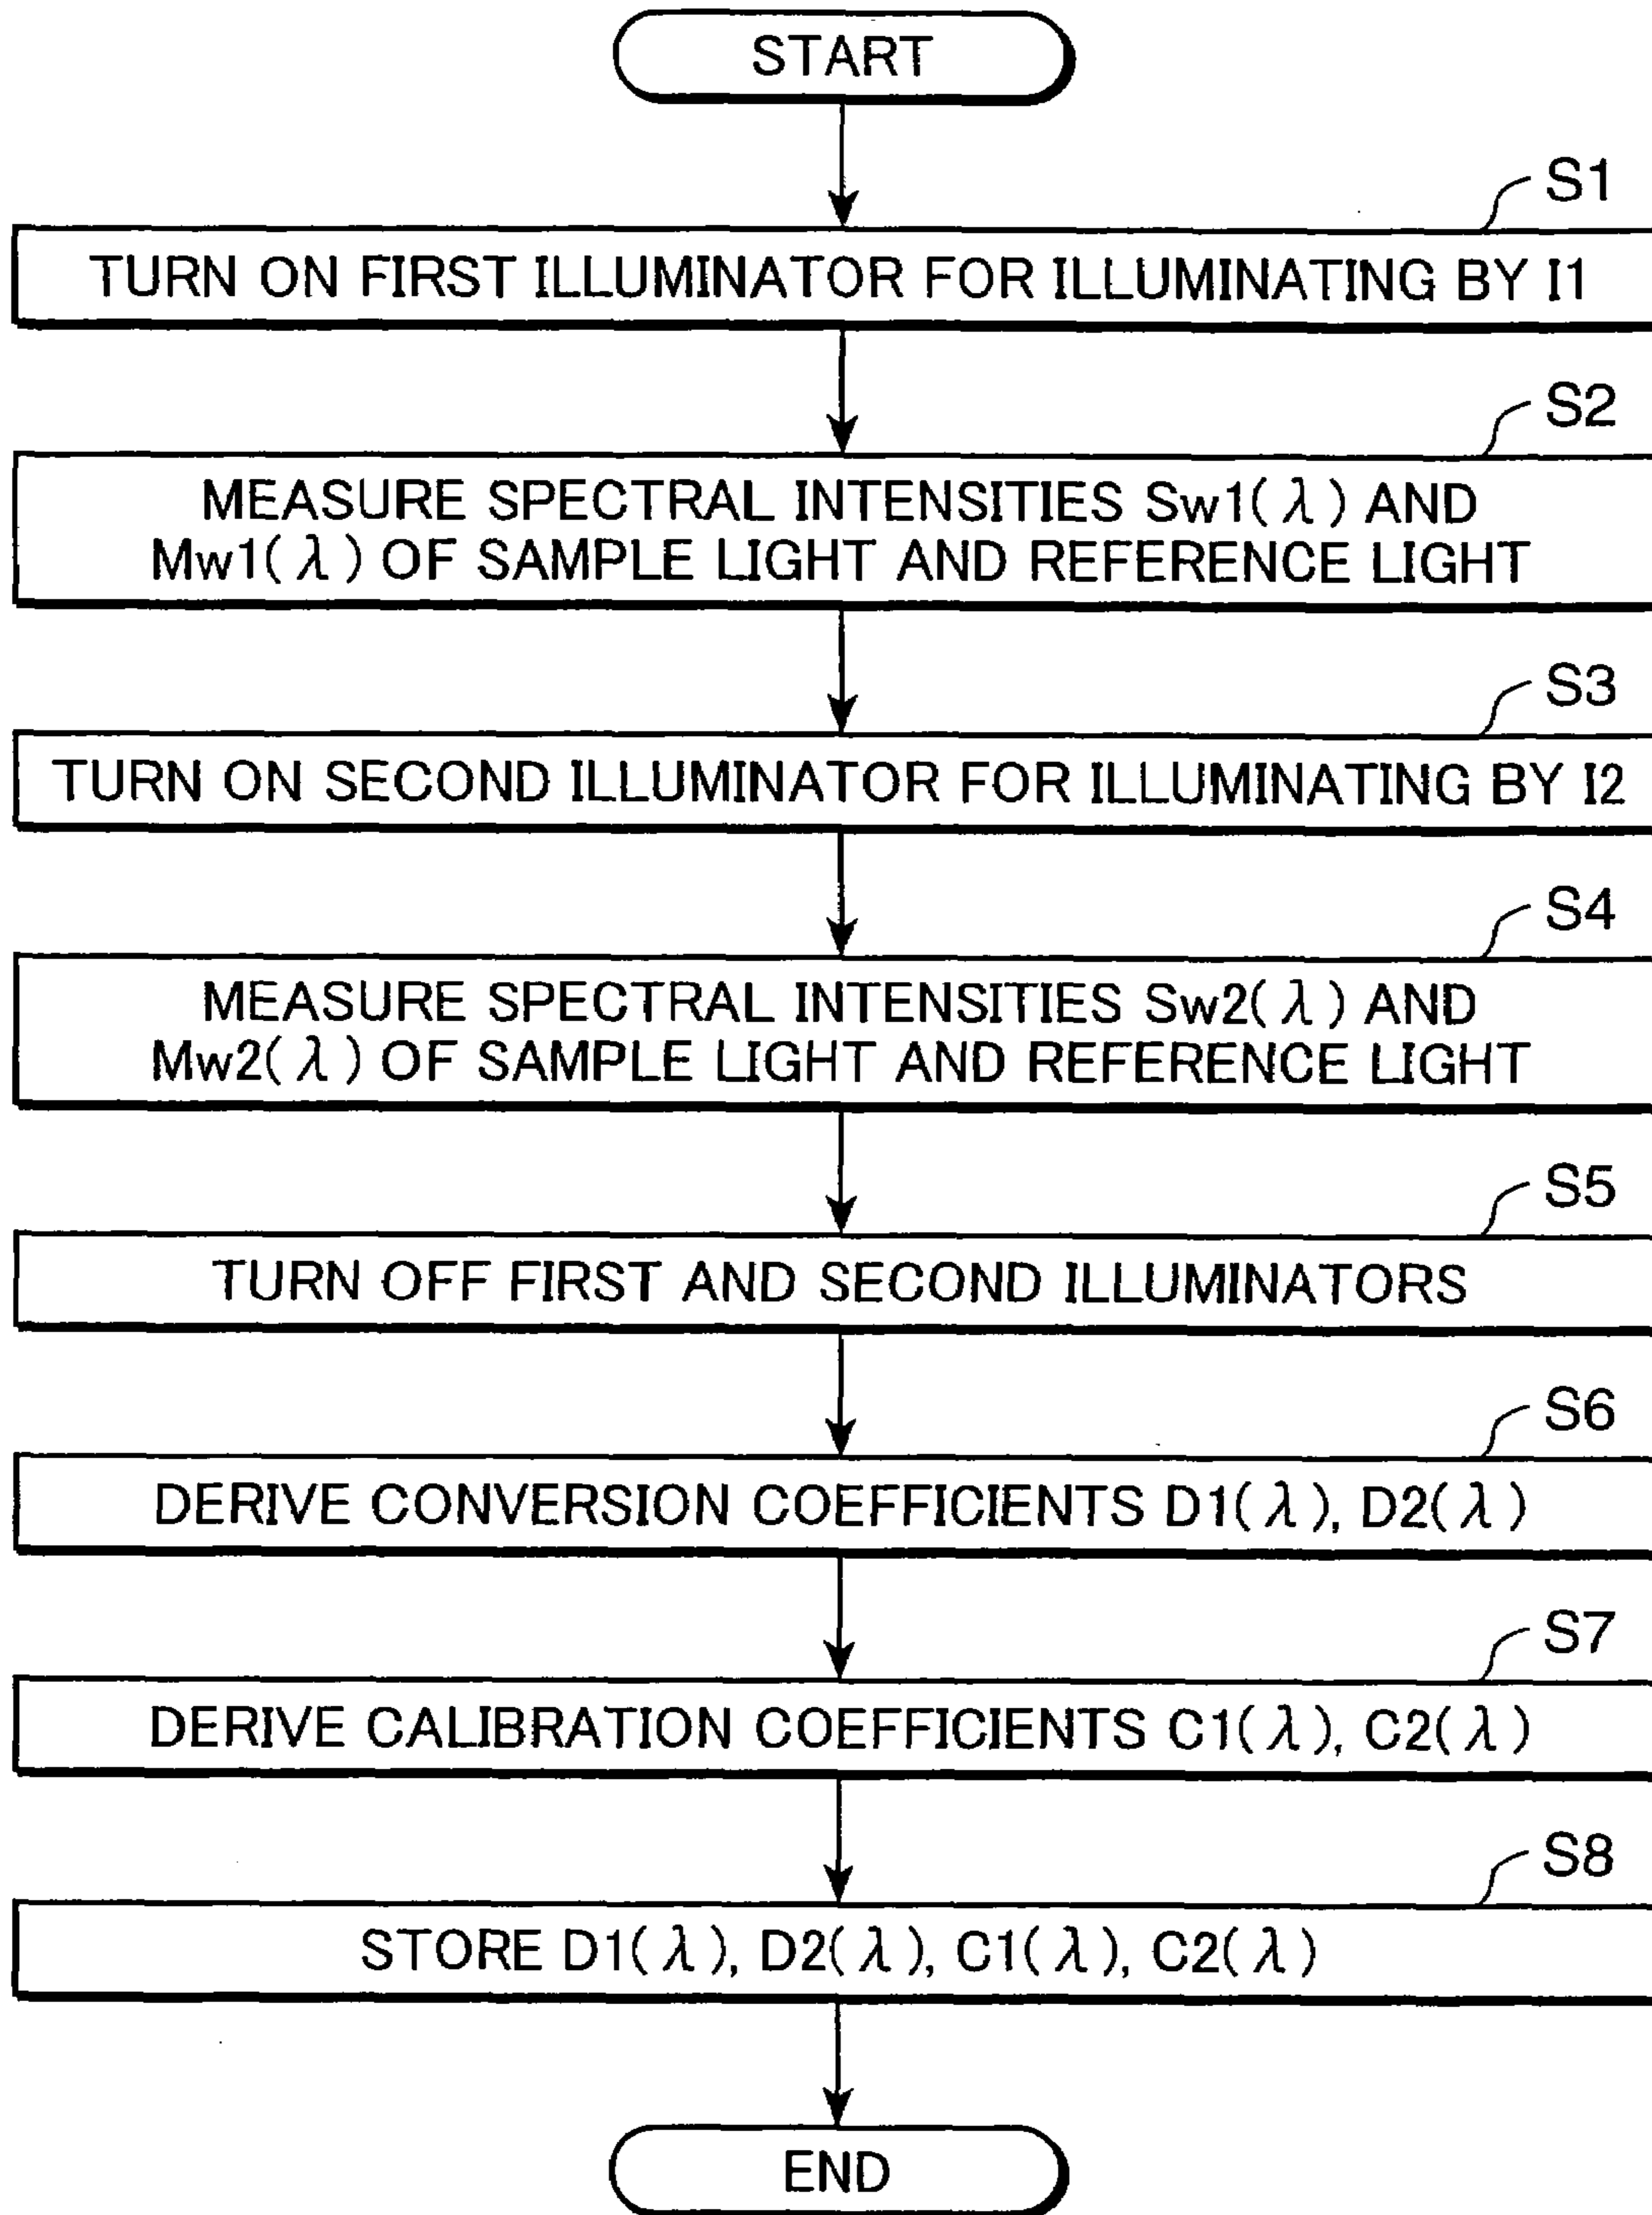 START
S1
TURN ON FIRST ILLUMINATOR FOR ILLUMINATING BY I1
S2
MEASURE SPECTRAL INTENSITIES Sw1(λ) AND
Mw1(λ) OF SAMPLE LIGHT AND REFERENCE LIGHT
S3
TURN ON SECOND ILLUMINATOR FOR ILLUMINATING BY I2
S4
MEASURE SPECTRAL INTENSITIES Sw2(λ) AND
Mw2(λ) OF SAMPLE LIGHT AND REFERENCE LIGHT
S5
TURN OFF FIRST AND SECOND ILLUMINATORS
S6
DERIVE CONVERSION COEFFICIENTS D1(λ), D2(λ)
S7
DERIVE CALIBRATION COEFFICIENTS C1(λ), C2(λ)
S8
STORE D1(λ), D2(λ), C1(λ), C2(λ)
END